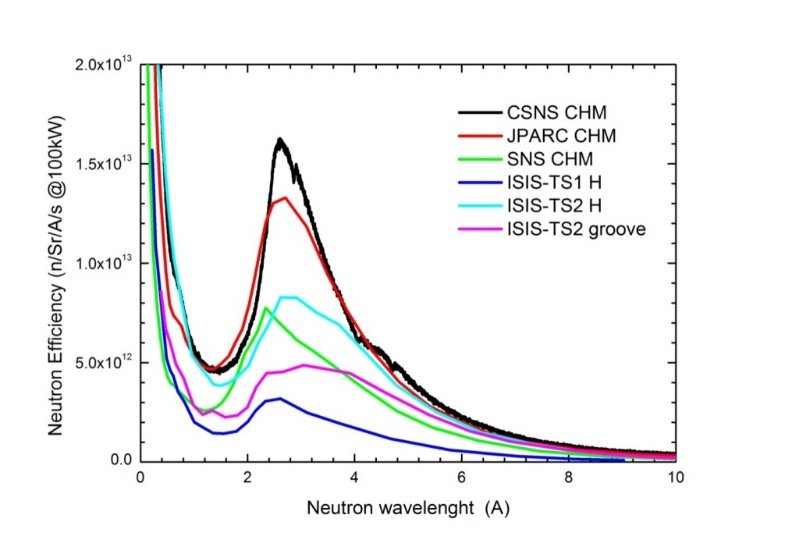 2.0x10¹³
1.5x10¹³
1.0x10¹³
5.0x10¹²
0.0
Neutron Efficiency (n/Sr/A/s @100kW)
CSNS CHM
JPARC CHM
SNS CHM
ISIS-TS1 H
ISIS-TS2 H
ISIS-TS2 groove
0 2 4 6 8 10
Neutron wavelenght (A)